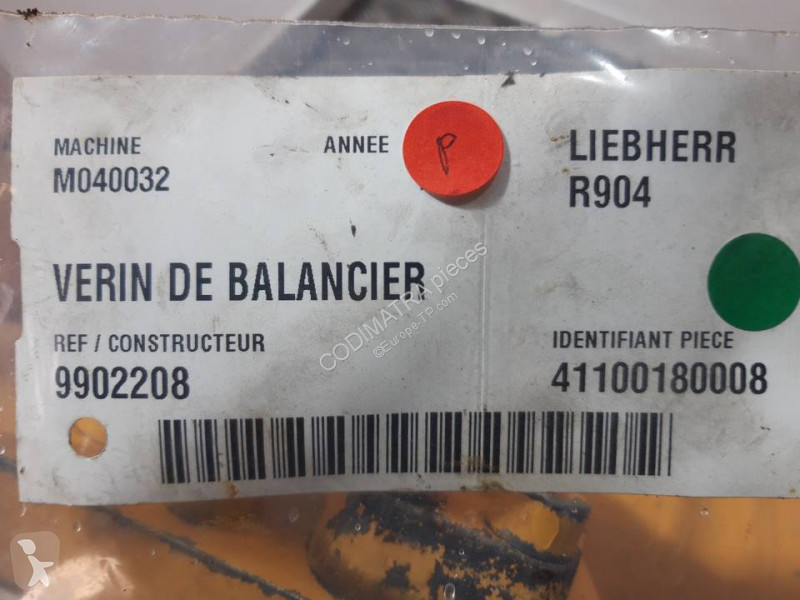 MACHINE
M040032
ANNEE
P
LIEBHERR
R904
VERIN DE BALANCIER
REF / CONSTRUCTEUR
9902208
IDENTIFIANT PIECE
41100180008
CODIMATRA pieces
©Europe-TP.com